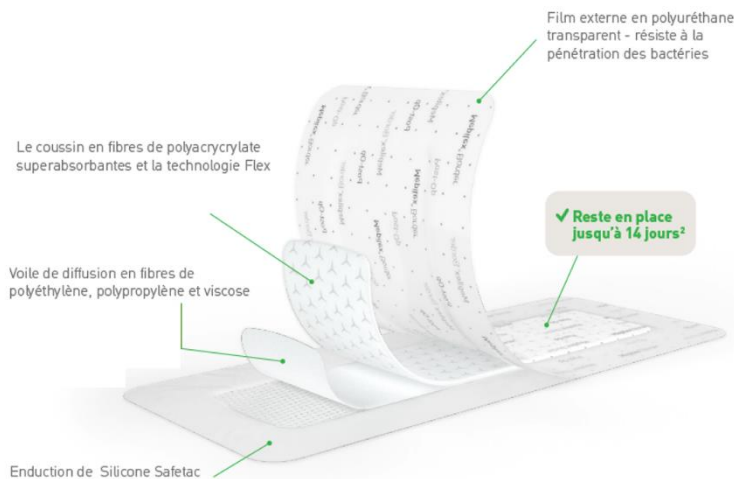 Film externe en polyuréthane
transparent - résiste à la
pénétration des bactéries
Le coussin en fibres de polyacrycrylate
superabsorbantes et la technologie Flex
✓ Reste en place
jusqu'à 14 jours²
Voile de diffusion en fibres de
polyéthylène, polypropylène et viscose
Enduction de Silicone Safetac